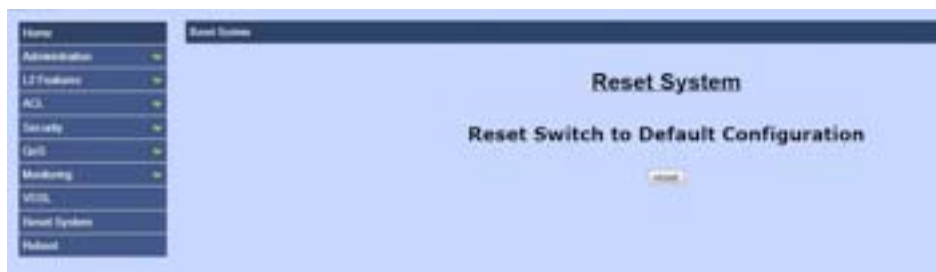 Home
Reset System
Administration
L2 Features
ACL
Security
QoS
Monitoring
VDSL
Reset System
Reboot
Reset System
Reset Switch to Default Configuration
reset